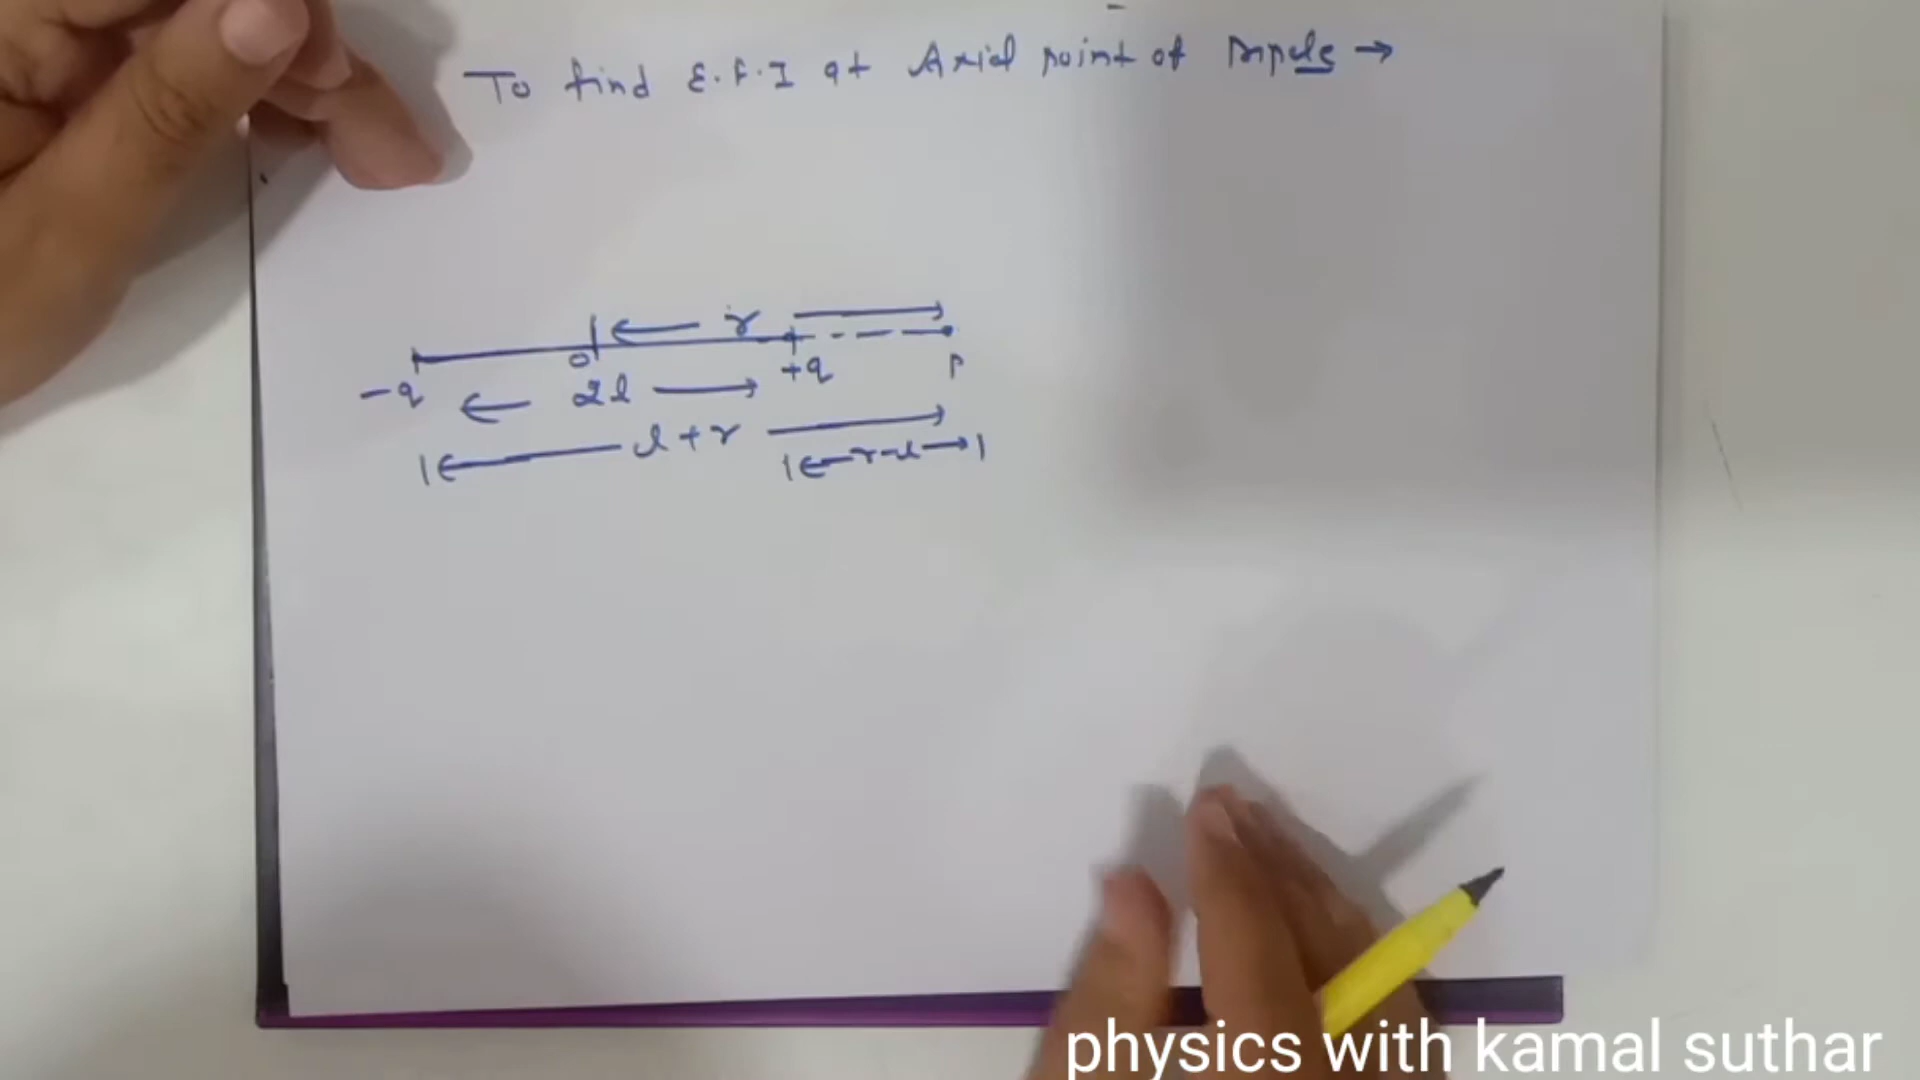 To find E.F.I at Axial point of Dipole →
← r →
O
-q
+q
P
← 2l →
← l+r →
← r-l →
physics with kamal suthar